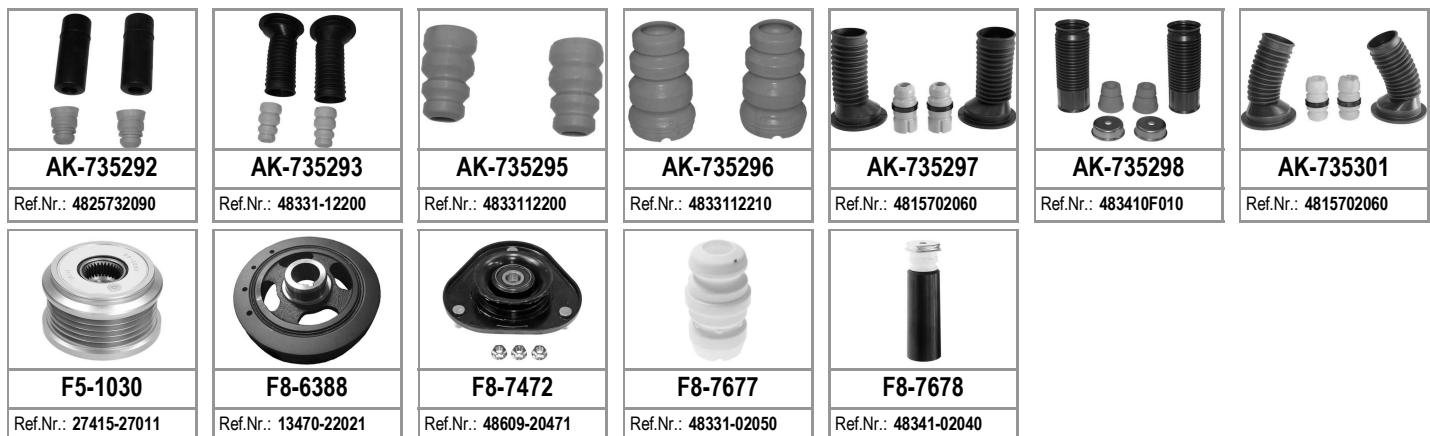 AK-735292
Ref.Nr.: 4825732090
AK-735293
Ref.Nr.: 48331-12200
AK-735295
Ref.Nr.: 4833112200
AK-735296
Ref.Nr.: 4833112210
AK-735297
Ref.Nr.: 4815702060
AK-735298
Ref.Nr.: 483410F010
AK-735301
Ref.Nr.: 4815702060
F5-1030
Ref.Nr.: 27415-27011
F8-6388
Ref.Nr.: 13470-22021
F8-7472
Ref.Nr.: 48609-20471
F8-7677
Ref.Nr.: 48331-02050
F8-7678
Ref.Nr.: 48341-02040